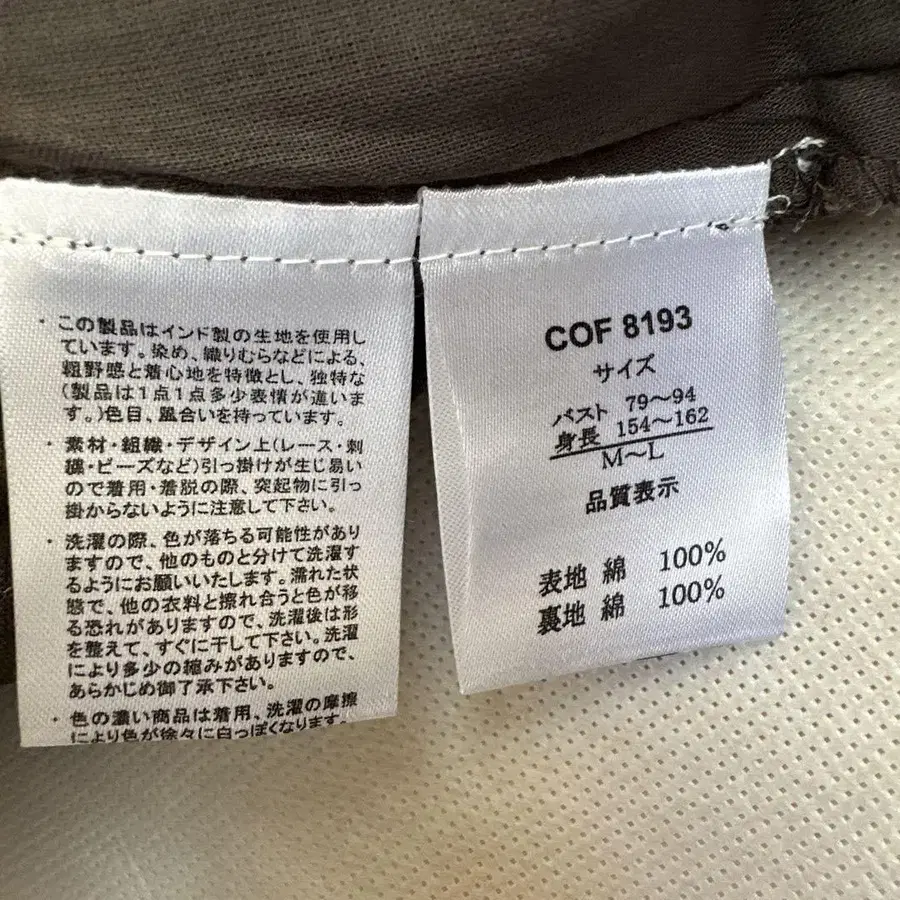 ・この製品はインド製の生地を使用し
ています。染め、織りむらなどによる、
粗野感と着心地を特徴とし、独特な
(製品は1点1点多少表情が違いま
す。)色目、風合いを持っています。
・素材・組織・デザイン上(レース・刺
繍・ビーズなど)引っ掛けが生じ易い
ので着用・着脱の際、突起物に引っ
掛からないように注意して下さい。
・洗濯の際、色が落ちる可能性があり
ますので、他のものと分けて洗濯す
るようにお願いいたします。濡れた状
態で、他の衣料と擦れ合うと色が移
る恐れがありますので、洗濯後は形
を整えて、すぐに干して下さい。洗濯
により多少の縮みがありますので、
あらかじめ御了承下さい。
・色の濃い商品は着用、洗濯の摩擦
により色が徐々に白っぽくなります。
COF 8193
サイズ
バスト 79〜94
身長 154〜162
M〜L
品質表示
表地 綿 100%
裏地 綿 100%